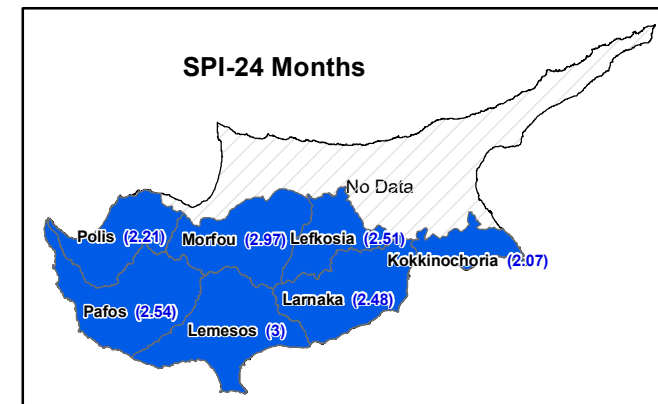 SPI-24 Months
No Data
Polis (2.21)
Morfou (2.97)
Lefkosia (2.51)
Kokkinochoria (2.07)
Pafos (2.54)
Larnaka (2.48)
Lemesos (3)